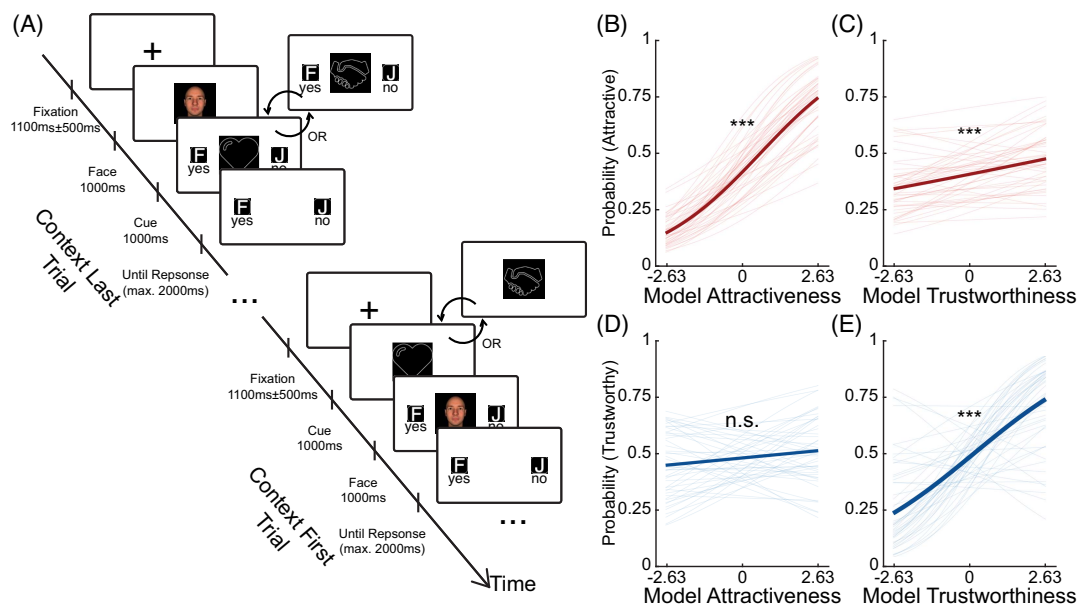 (A)
+
F
J
yes
no
OR
F
J
yes
no
F
J
yes
no
Fixation
1100ms±500ms
Face
1000ms
Cue
1000ms
Until Repsonse
(max. 2000ms)
Context Last
Trial
...
+
OR
F
J
yes
no
F
J
yes
no
Fixation
1100ms±500ms
Cue
1000ms
Face
1000ms
Until Repsonse
(max. 2000ms)
Context First
Trial
...
Time
(B)
Probability (Attractive)
1
0.75
0.5
0.25
0
***
-2.63
0
2.63
Model Attractiveness
(C)
1
0.75
0.5
0.25
0
***
-2.63
0
2.63
Model Trustworthiness
(D)
Probability (Trustworthy)
1
0.75
0.5
0.25
0
n.s.
-2.63
0
2.63
Model Attractiveness
(E)
1
0.75
0.5
0.25
0
***
-2.63
0
2.63
Model Trustworthiness